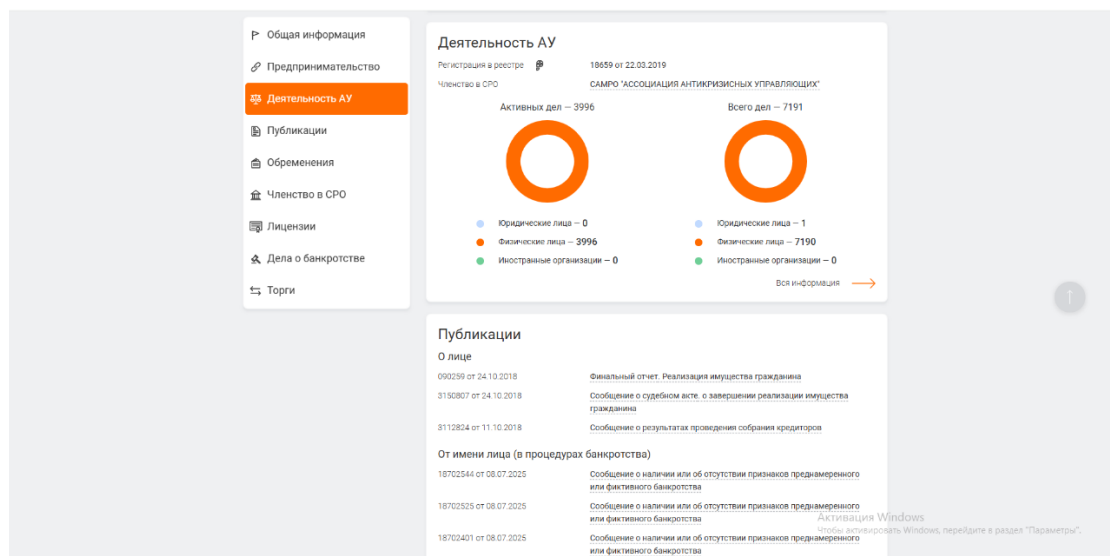 Общая информация
Предпринимательство
Деятельность АУ
Публикации
Обременения
Членство в СРО
Лицензии
Дела о банкротстве
Торги
Деятельность АУ
Регистрация в реестре 18659 от 22.03.2019
Членство в СРО САМРО "АССОЦИАЦИЯ АНТИКРИЗИСНЫХ УПРАВЛЯЮЩИХ"
Активных дел — 3996
Юридические лица — 0
Физические лица — 3996
Иностранные организации — 0
Всего дел — 7191
Юридические лица — 1
Физические лица — 7190
Иностранные организации — 0
Вся информация
Публикации
О лице
090259 от 24.10.2018 Финальный отчет. Реализация имущества гражданина
3150807 от 24.10.2018 Сообщение о судебном акте. о завершении реализации имущества
гражданина
3112824 от 11.10.2018 Сообщение о результатах проведения собрания кредиторов
От имени лица (в процедурах банкротства)
18702544 от 08.07.2025 Сообщение о наличии или об отсутствии признаков преднамеренного
или фиктивного банкротства
18702525 от 08.07.2025 Сообщение о наличии или об отсутствии признаков преднамеренного
или фиктивного банкротства
18702401 от 08.07.2025 Сообщение о наличии или об отсутствии признаков преднамеренного
или фиктивного банкротства
Активация Windows
Чтобы активировать Windows, перейдите в раздел "Параметры".